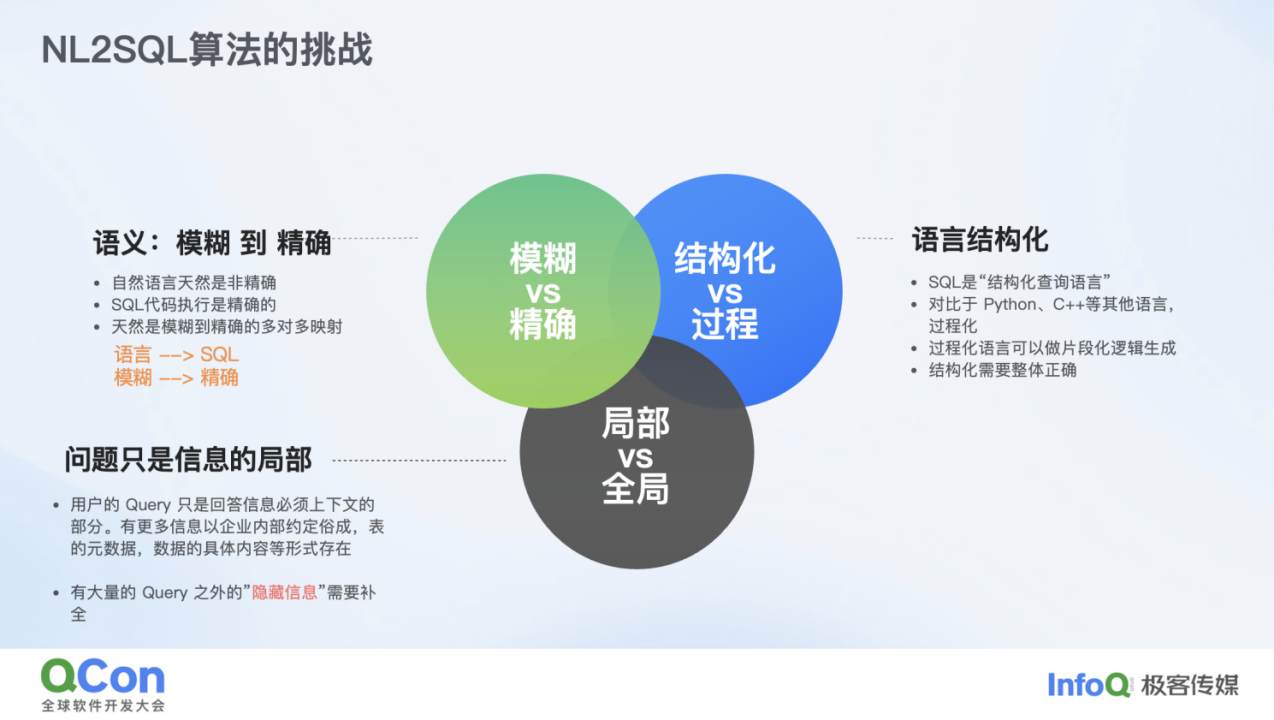 NL2SQL算法的挑战
语义：模糊 到 精确
• 自然语言天然是非精确
• SQL代码执行是精确的
• 天然是模糊到精确的多对多映射
语言 --> SQL
模糊 --> 精确
模糊
vs
精确
结构化
vs
过程
局部
vs
全局
语言结构化
• SQL是“结构化查询语言”
• 对比于 Python、C++等其他语言，
过程化
• 过程化语言可以做片段化逻辑生成
• 结构化需要整体正确
问题只是信息的局部
• 用户的 Query 只是回答信息必须上下文的
部分。有更多信息以企业内部约定俗成，表
的元数据，数据的具体内容等形式存在
• 有大量的 Query 之外的”隐藏信息”需要补
全
QCon
全球软件开发大会
InfoQ 极客传媒